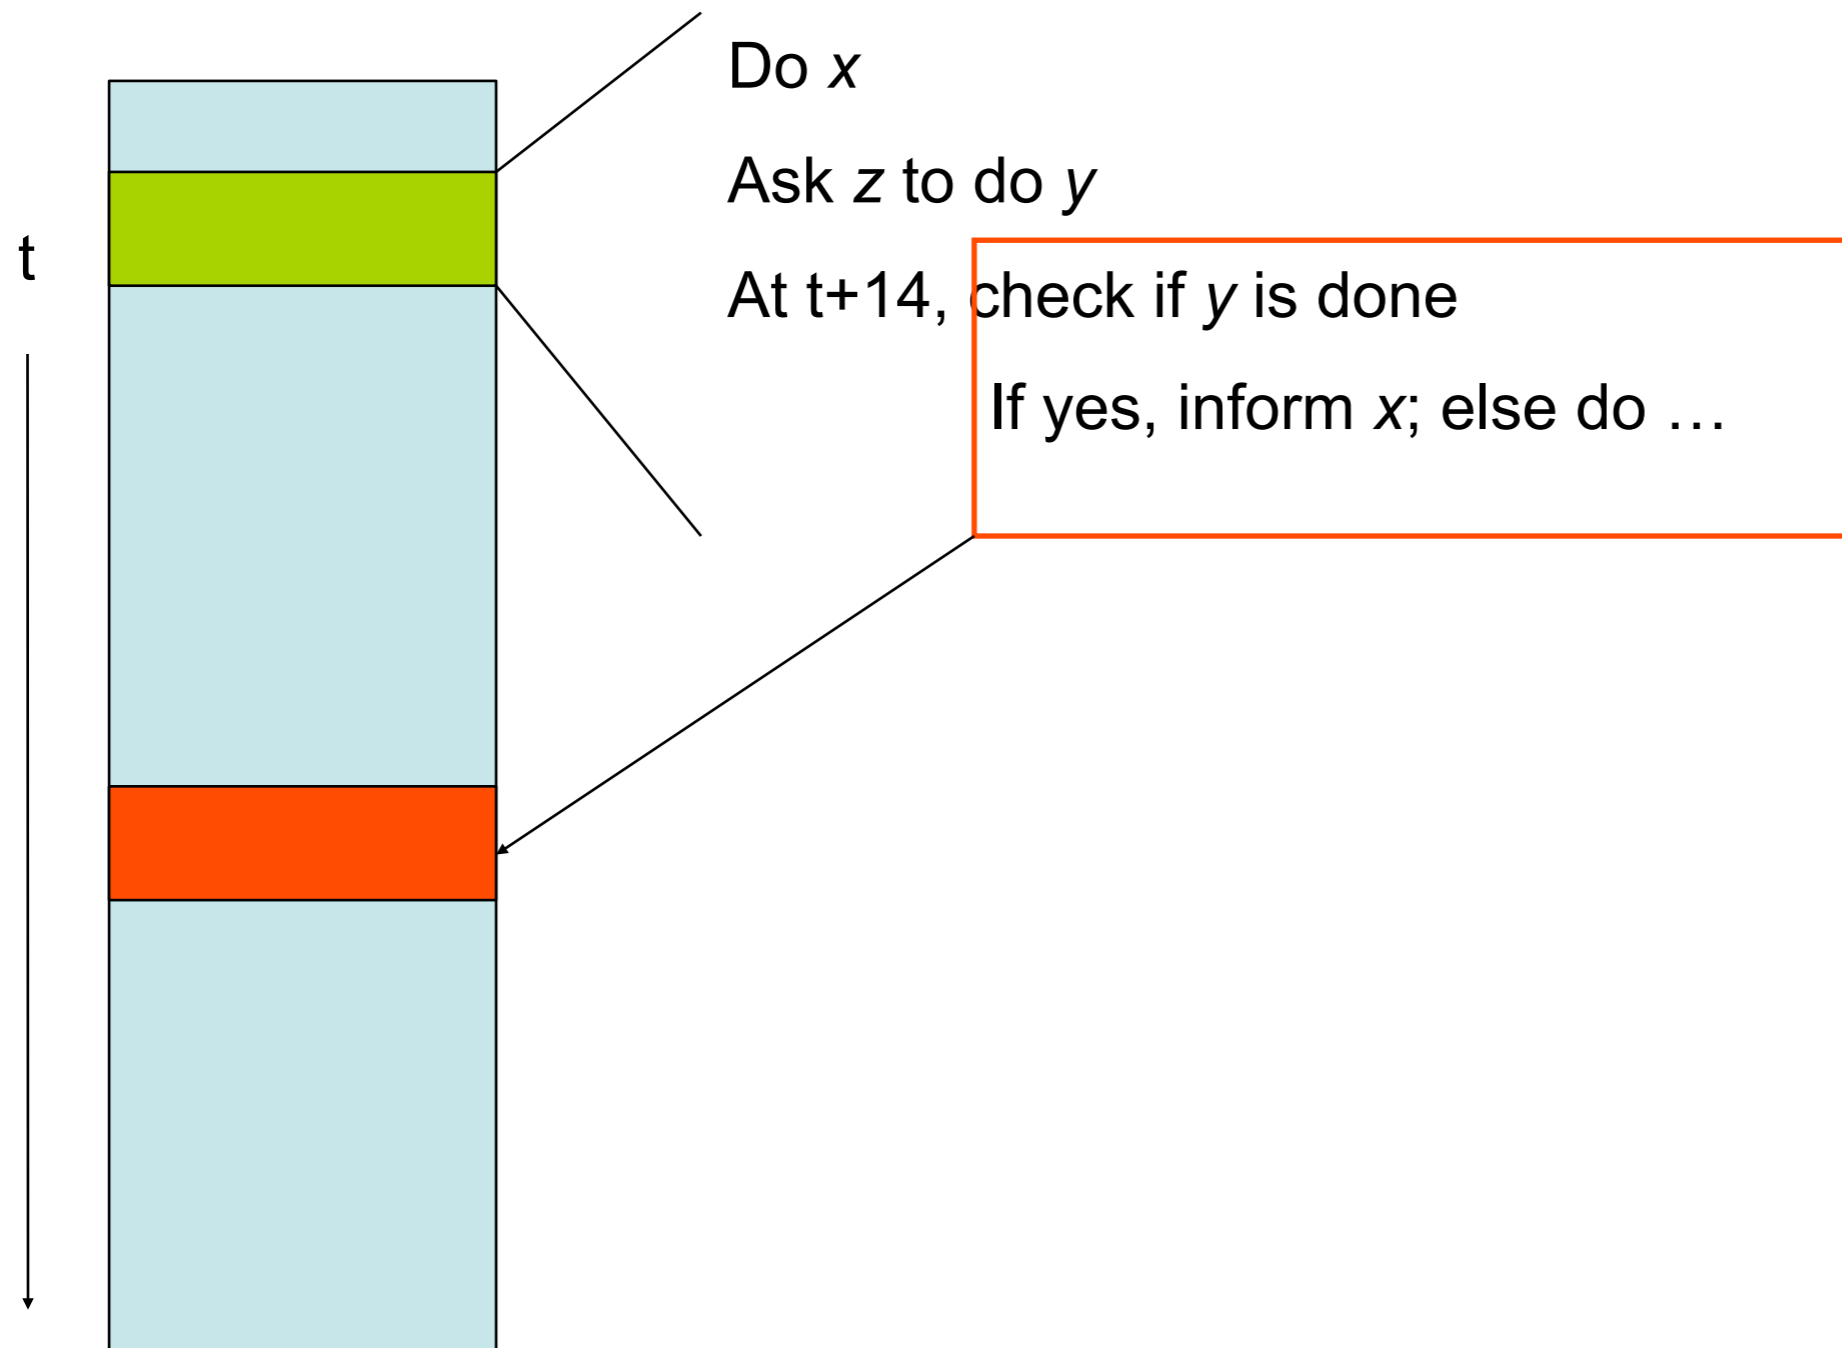 Do x
Ask z to do y
t
At t+14, check if y is done
If yes, inform x; else do …